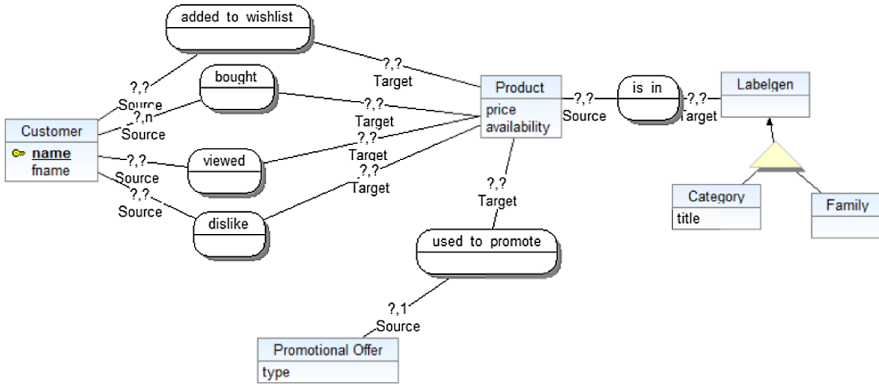 added to wishlist
?,?
Source
?,?
Target
bought
?,n
Source
?,?
Target
Customer
name
fname
viewed
?,?
Source
?,?
Target
dislike
?,?
Source
?,?
Target
Product
price
availability
?,?
Source
is in
?,?
Target
Labelgen
Category
title
Family
?,?
Target
used to promote
?,1
Source
Promotional Offer
type